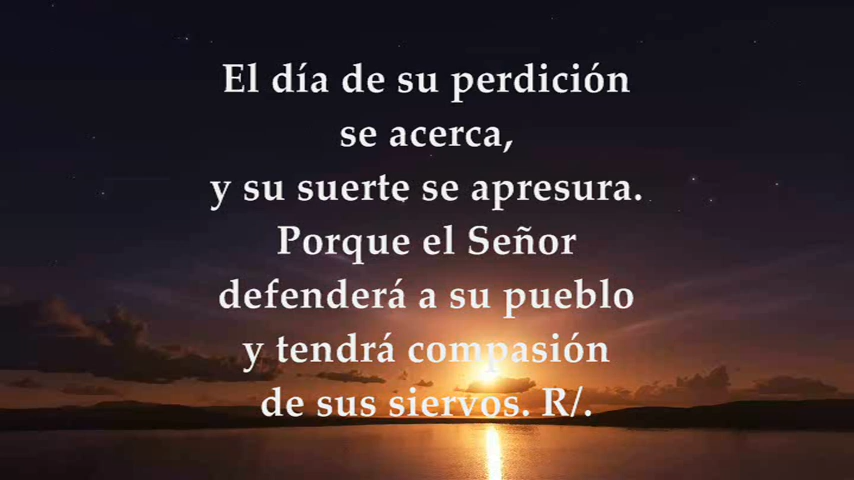 El día de su perdición
se acerca,
y su suerte se apresura.
Porque el Señor
defenderá a su pueblo
y tendrá compasión
de sus siervos. R/.